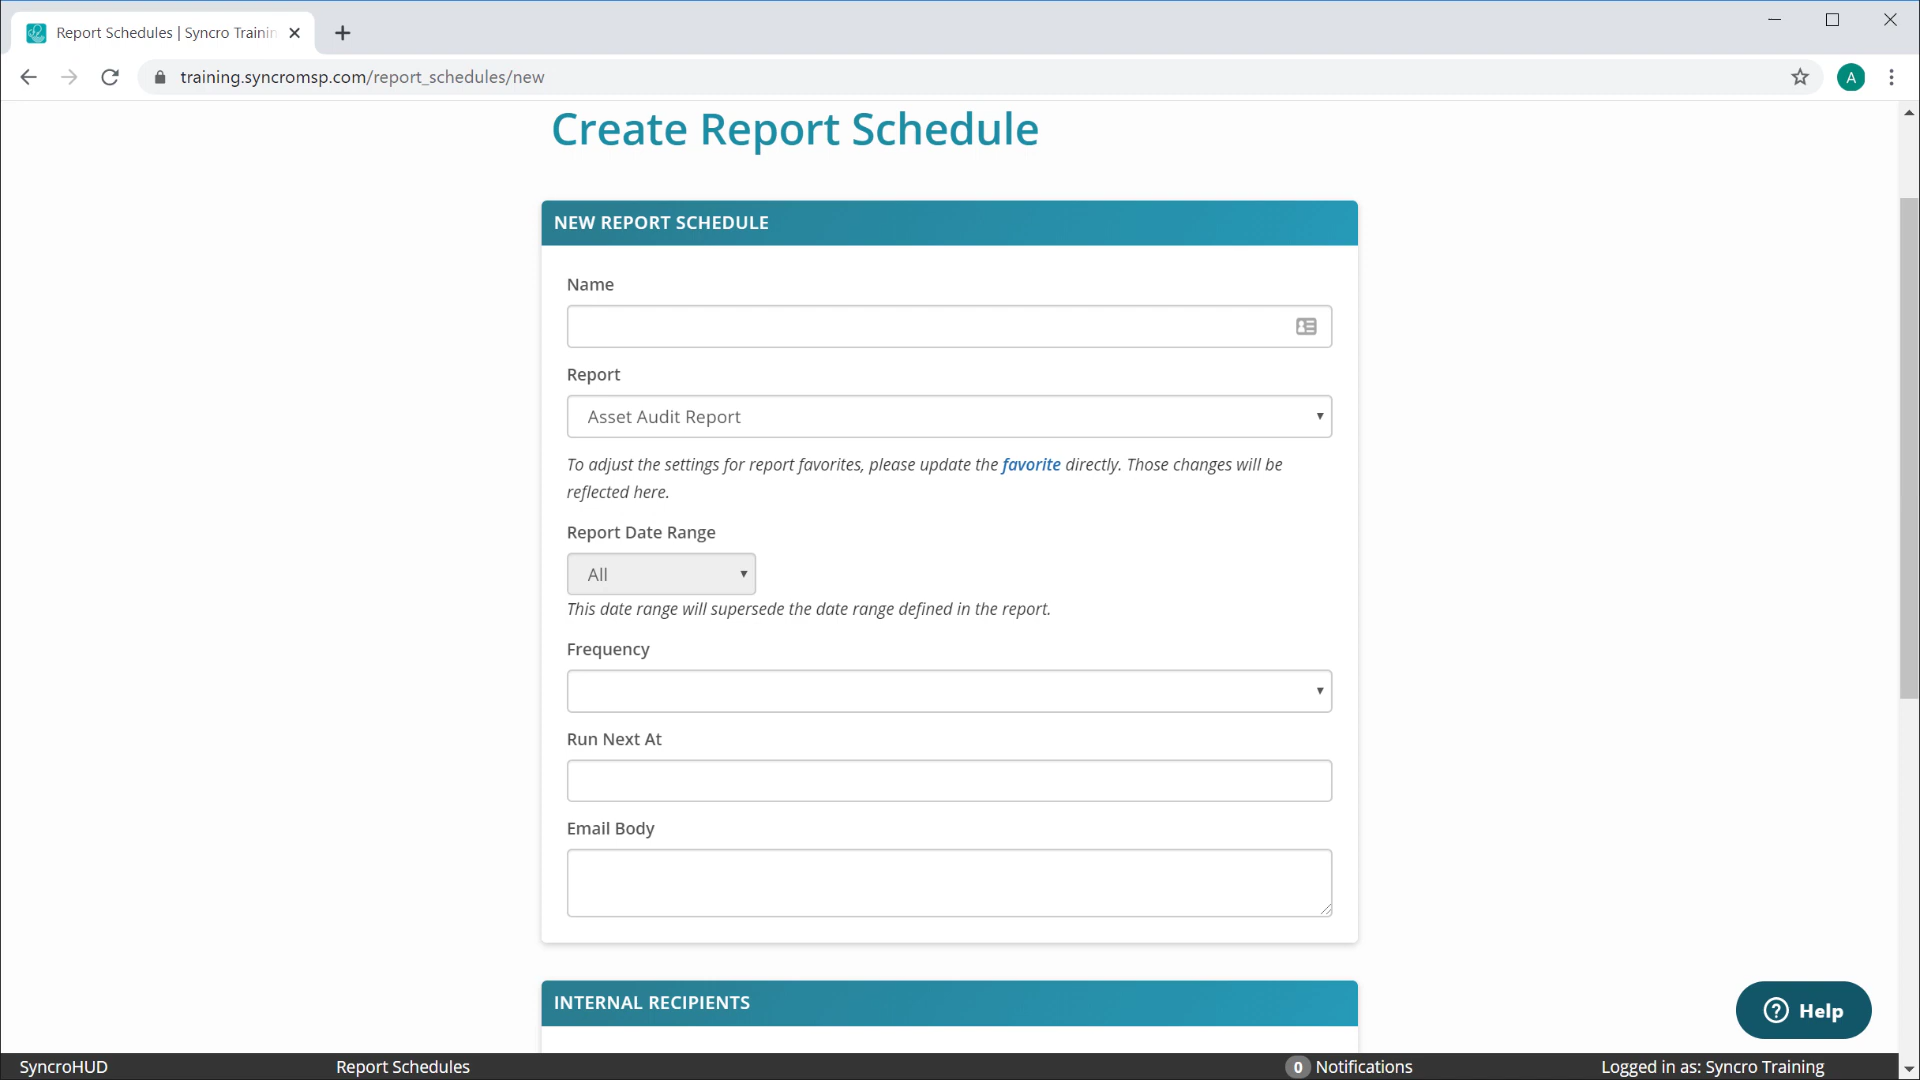 Report Schedules | Syncro Trainin
training.syncromsp.com/report_schedules/new
A
Create Report Schedule
NEW REPORT SCHEDULE
Name
Report
Asset Audit Report
To adjust the settings for report favorites, please update the favorite directly. Those changes will be
reflected here.
Report Date Range
All
This date range will supersede the date range defined in the report.
Frequency
Run Next At
Email Body
INTERNAL RECIPIENTS
? Help
SyncroHUD
Report Schedules
0 Notifications
Logged in as: Syncro Training